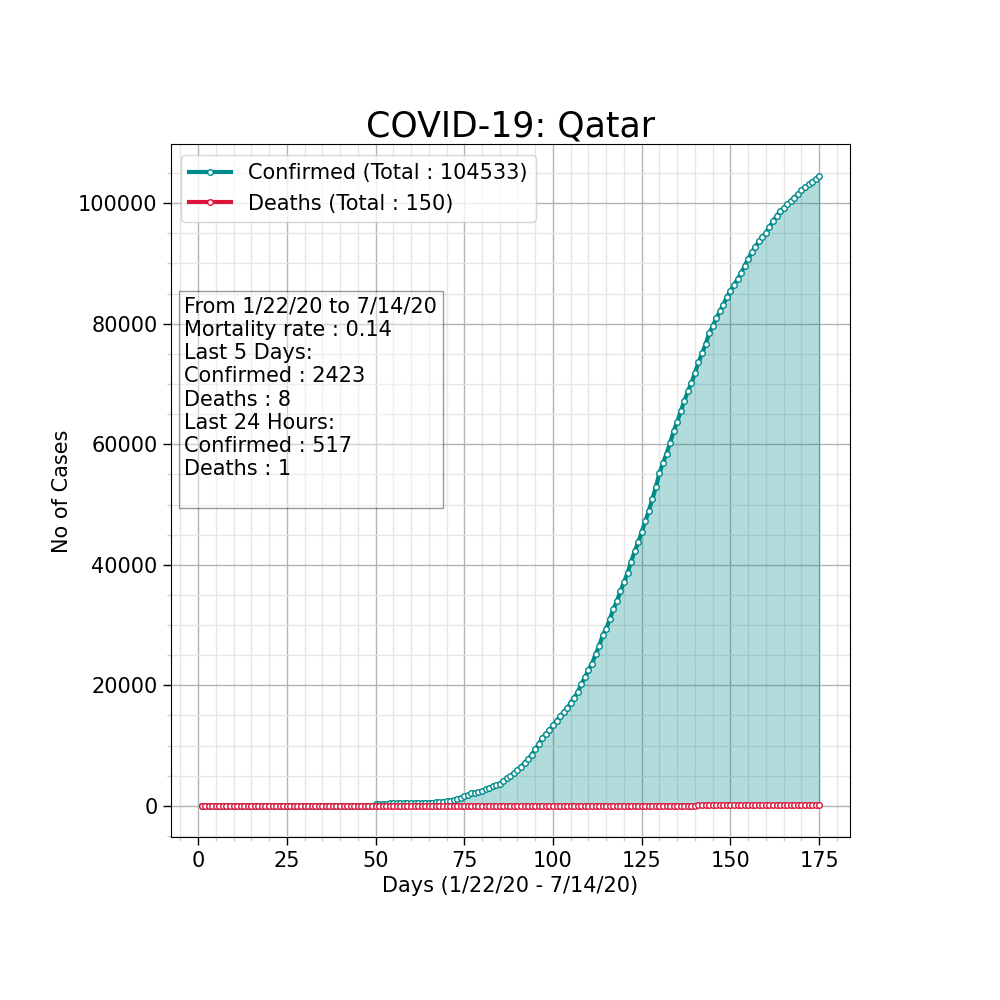 COVID-19: Qatar
Confirmed (Total : 104533)
Deaths (Total : 150)
From 1/22/20 to 7/14/20
Mortality rate : 0.14
Last 5 Days:
Confirmed : 2423
Deaths : 8
Last 24 Hours:
Confirmed : 517
Deaths : 1
No of Cases
100000
80000
60000
40000
20000
0
0 25 50 75 100 125 150 175
Days (1/22/20 - 7/14/20)